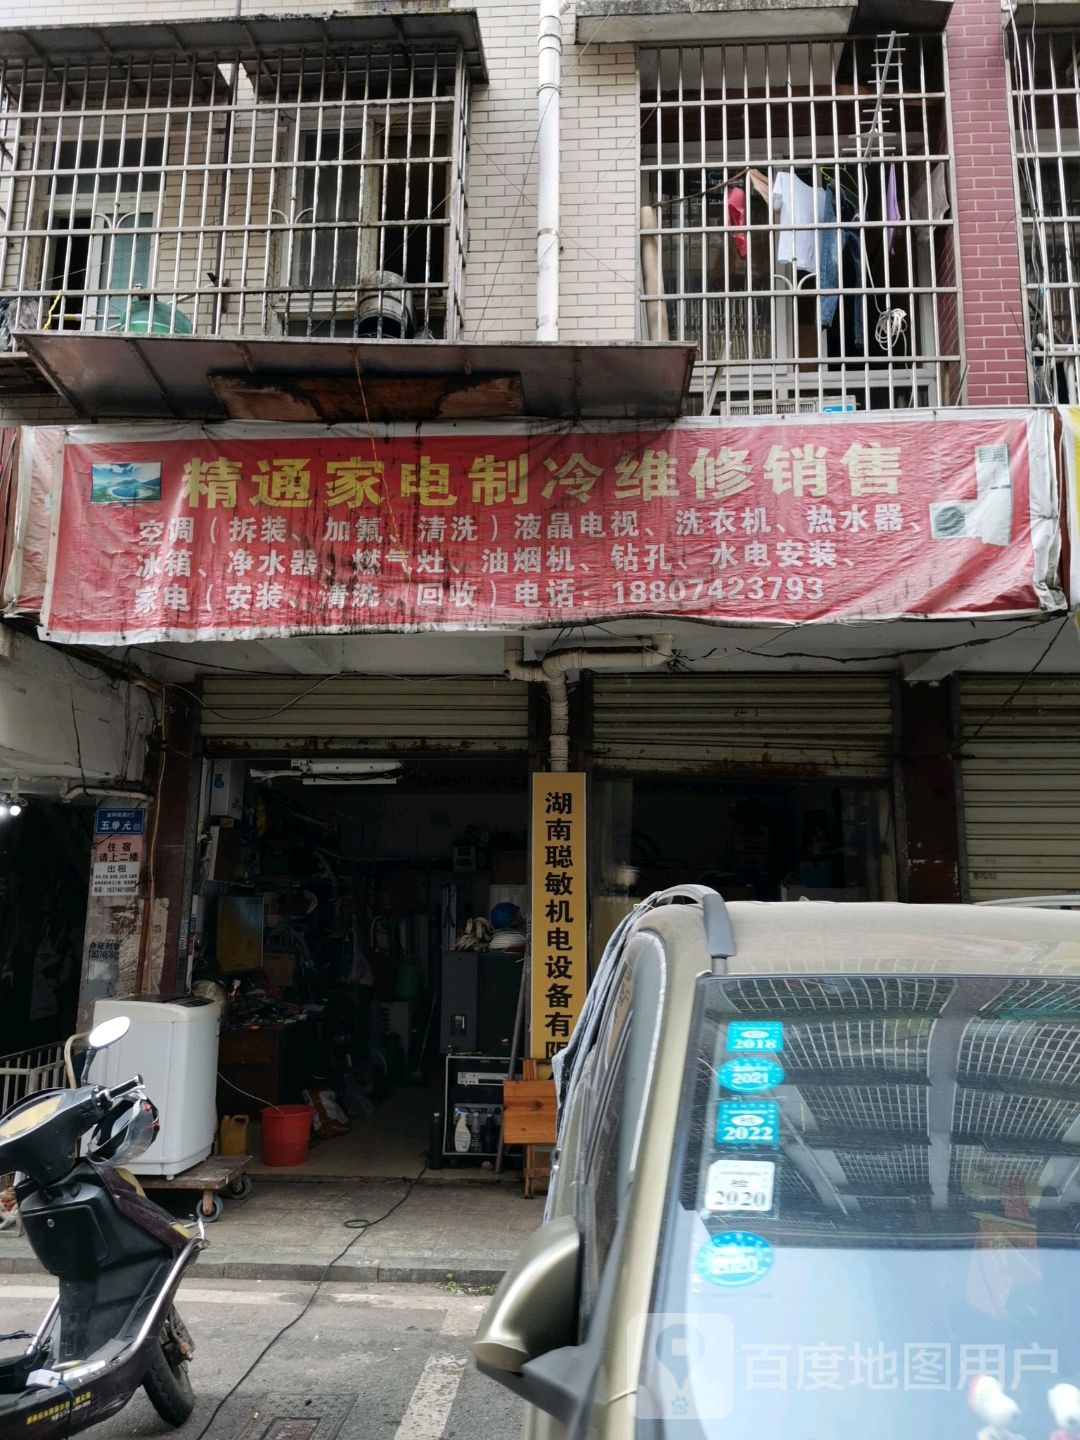 精通家电制冷维修销售
空调（拆装、加氟、清洗）液晶电视、洗衣机、热水器、
冰箱、净水器、燃气灶、油烟机、钻孔、水电安装、
家电（安装、清洗、回收）电话：18807423793
湖南聪敏机电设备有限
五单元
住宿
请上二楼
出租
2018
2021
2022
2020
2020
百度地图用户